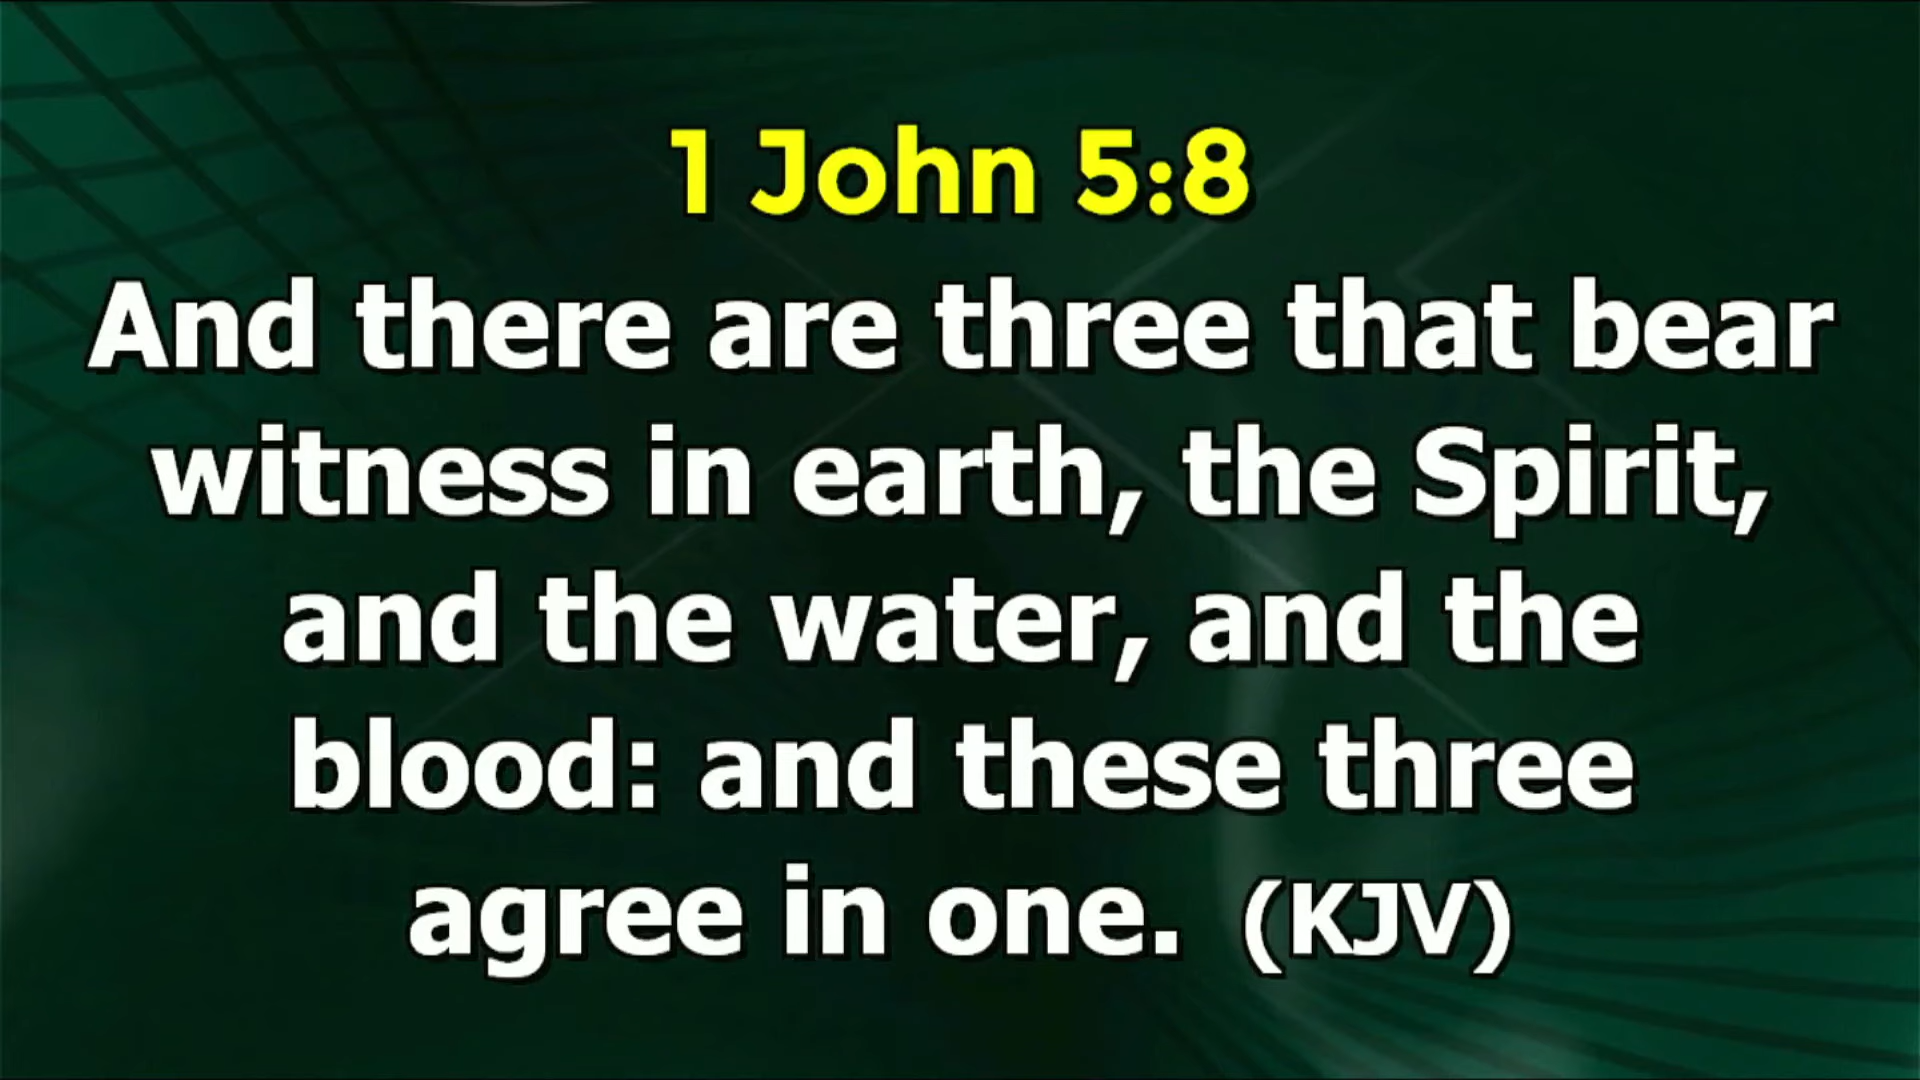 1 John 5:8
And there are three that bear
witness in earth, the Spirit,
and the water, and the
blood: and these three
agree in one. (KJV)